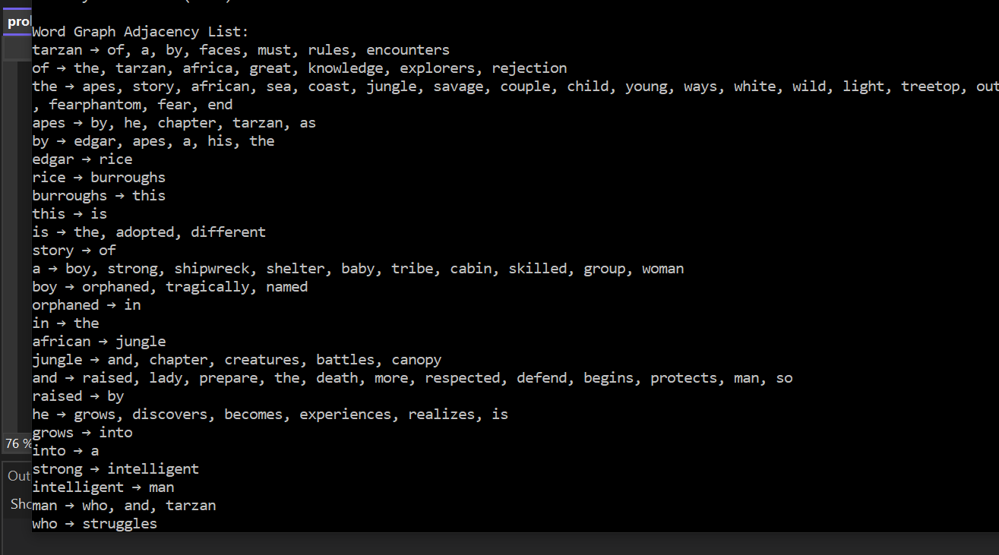 Word Graph Adjacency List:
tarzan → of, a, by, faces, must, rules, encounters
of → the, tarzan, africa, great, knowledge, explorers, rejection
the → apes, story, african, sea, coast, jungle, savage, couple, child, young, ways, white, wild, light, treetop, out
, fearphantom, fear, end
apes → by, he, chapter, tarzan, as
by → edgar, apes, a, his, the
edgar → rice
rice → burroughs
burroughs → this
this → is
is → the, adopted, different
story → of
a → boy, strong, shipwreck, shelter, baby, tribe, cabin, skilled, group, woman
boy → orphaned, tragically, named
orphaned → in
in → the
african → jungle
jungle → and, chapter, creatures, battles, canopy
and → raised, lady, prepare, the, death, more, respected, defend, begins, protects, man, so
raised → by
he → grows, discovers, becomes, experiences, realizes, is
grows → into
into → a
strong → intelligent
intelligent → man
man → who, and, tarzan
who → struggles
76 %
Out